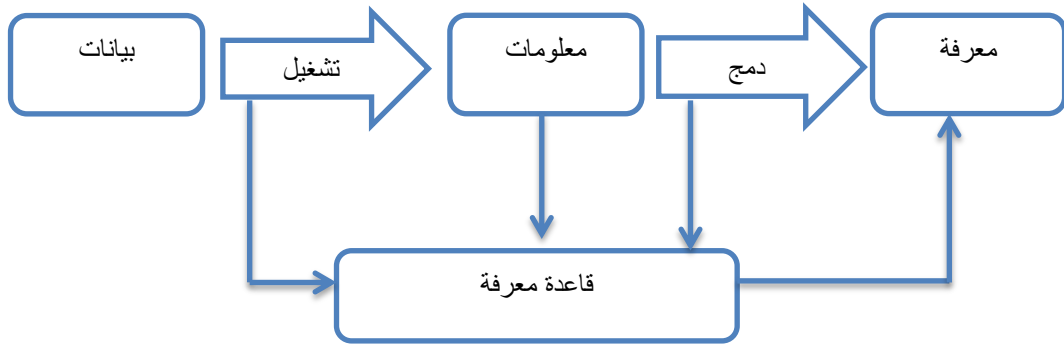 بيانات
تشغيل
معلومات
دمج
معرفة
قاعدة معرفة